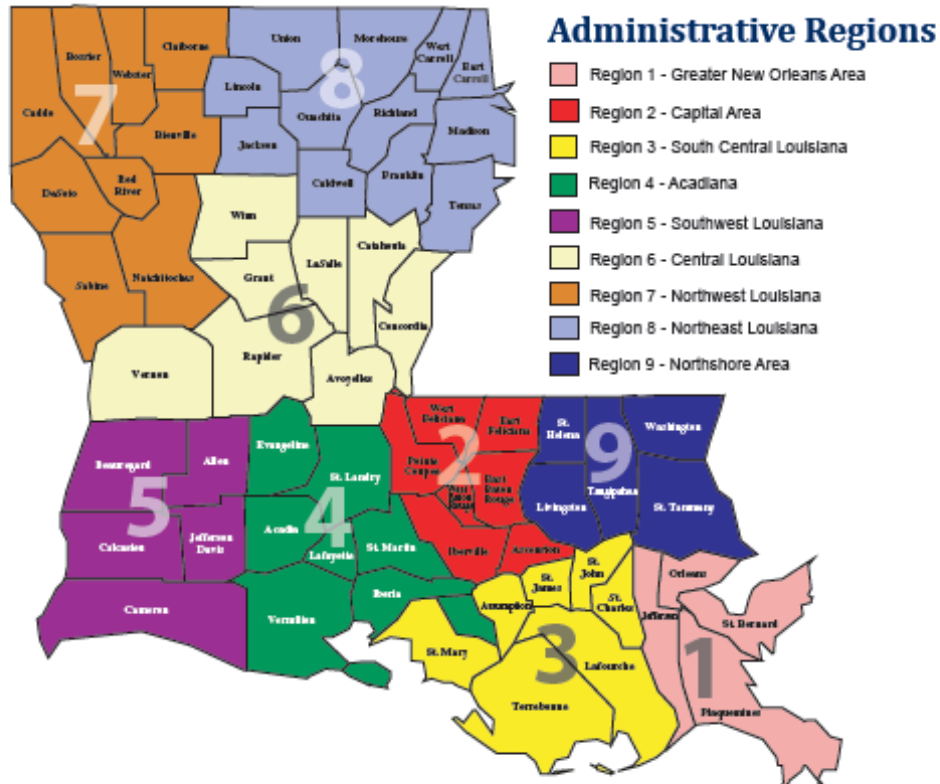 Administrative Regions
Region 1 - Greater New Orleans Area
Region 2 - Capital Area
Region 3 - South Central Louisiana
Region 4 - Acadiana
Region 5 - Southwest Louisiana
Region 6 - Central Louisiana
Region 7 - Northwest Louisiana
Region 8 - Northeast Louisiana
Region 9 - Northshore Area
7
Caddo
Bossier
Webster
Claiborne
Bienville
DeSoto
Red
River
Sabine
Natchitoches
8
Union
Morehouse
West
Carroll
East
Carroll
Lincoln
Ouachita
Richland
Madison
Jackson
Caldwell
Franklin
Tensas
6
Winn
Grant
LaSalle
Catahoula
Concordia
Vernon
Rapides
Avoyelles
5
Beauregard
Allen
Calcasieu
Jefferson
Davis
Cameron
4
Evangeline
St. Landry
Acadia
Lafayette
St. Martin
Iberia
Vermilion
2
West
Feliciana
East
Feliciana
Pointe
Coupee
West
Baton
Rouge
East
Baton
Rouge
Iberville
Ascension
9
St.
Helena
Tangipahoa
Washington
Livingston
St. Tammany
3
Assumption
St.
James
St.
John
St.
Charles
St. Mary
Lafourche
Terrebonne
1
Jefferson
Orleans
St. Bernard
Plaquemines